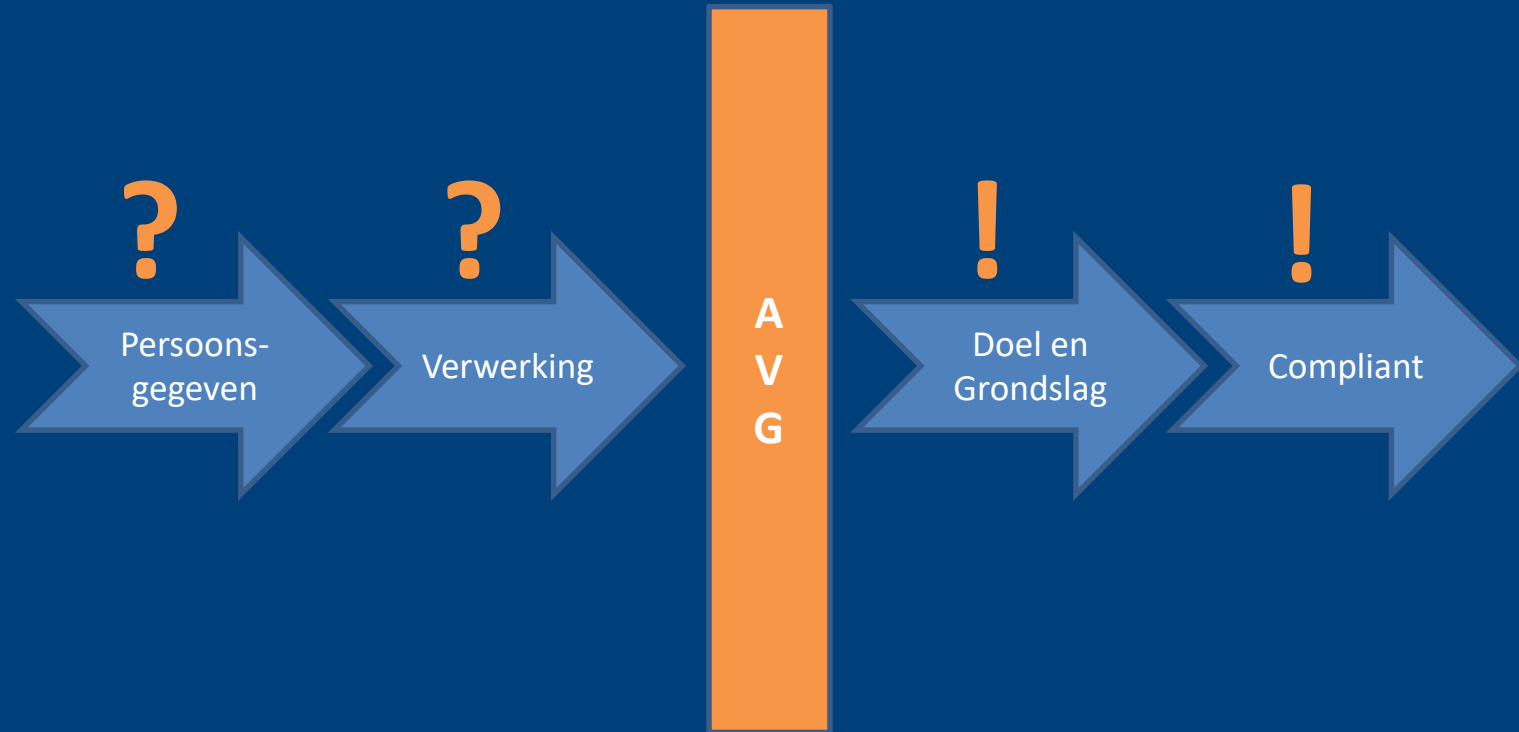 ?
?
!
!
Persoons-
gegeven
Verwerking
A
V
G
Doel en
Grondslag
Compliant